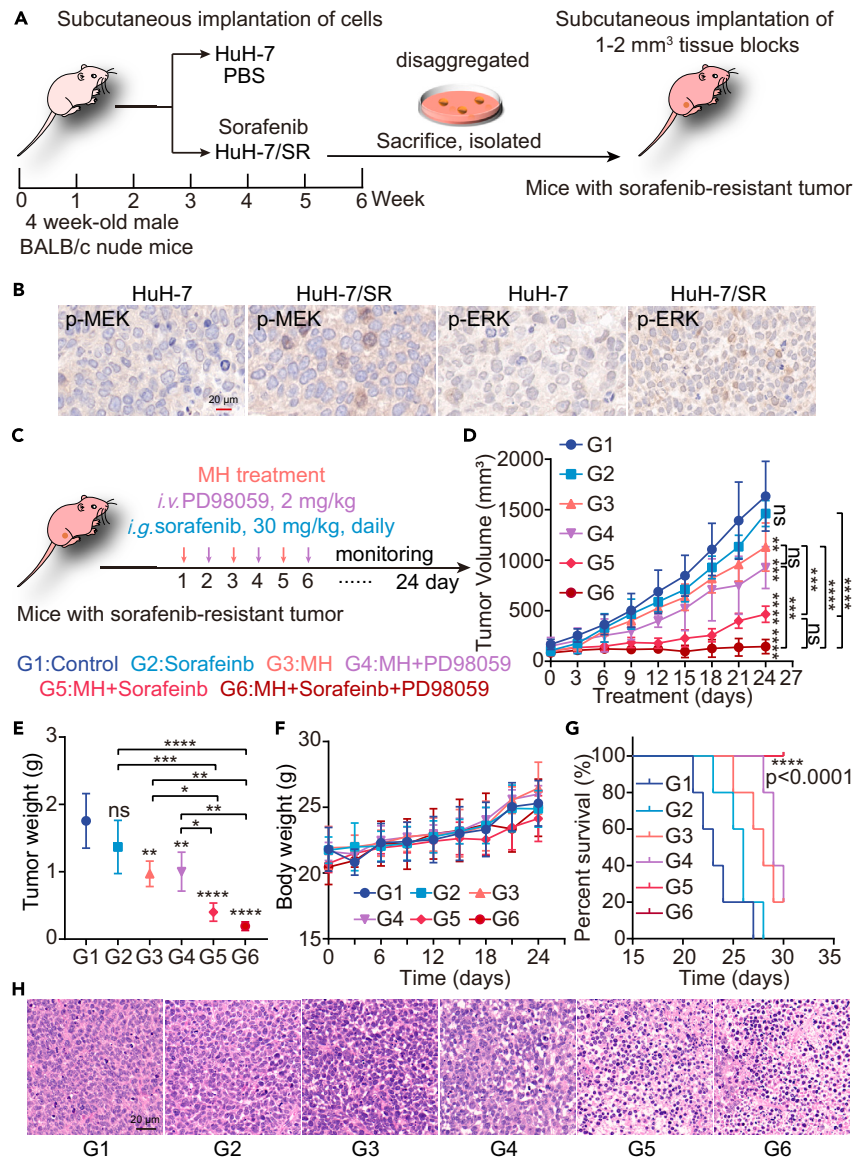 A
Subcutaneous implantation of cells
Subcutaneous implantation of
1-2 mm³ tissue blocks
HuH-7
PBS
disaggregated
Sorafenib
HuH-7/SR
Sacrifice, isolated
0 1 2 3 4 5 6 Week
4 week-old male
BALB/c nude mice
Mice with sorafenib-resistant tumor
B
HuH-7 HuH-7/SR HuH-7 HuH-7/SR
p-MEK p-MEK p-ERK p-ERK
20 μm
C
MH treatment
i.v.PD98059, 2 mg/kg
i.g.sorafenib, 30 mg/kg, daily
monitoring
1 2 3 4 5 6 ...... 24 day
Mice with sorafenib-resistant tumor
G1:Control G2:Sorafeinb G3:MH G4:MH+PD98059
G5:MH+Sorafeinb G6:MH+Sorafeinb+PD98059
D
G1
G2
G3
G4
G5
G6
Tumor Volume (mm³)
2000
1500
1000
500
0
0 3 6 9 12 15 18 21 24 27
Treatment (days)
ns
**
ns
***
***
***
****
****
****
ns
****
E
Tumor weight (g)
3
2
1
0
****
***
**
*
**
*
ns
**
**
****
****
G1 G2 G3 G4 G5 G6
F
Body weight (g)
30
25
20
15
G1 G2 G3
G4 G5 G6
0 6 12 18 24
Time (days)
G
Percent survival (%)
100
80
60
40
20
0
****
p<0.0001
G1
G2
G3
G4
G5
G6
15 20 25 30 35
Time (days)
H
20 μm
G1 G2 G3 G4 G5 G6